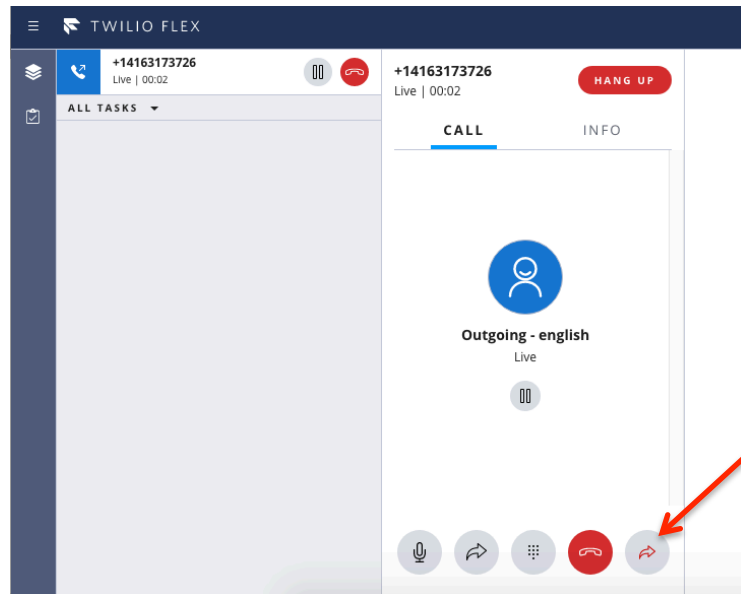 TWILIO FLEX
+14163173726
Live | 00:02
ALL TASKS
+14163173726
Live | 00:02
HANG UP
CALL INFO
Outgoing - english
Live